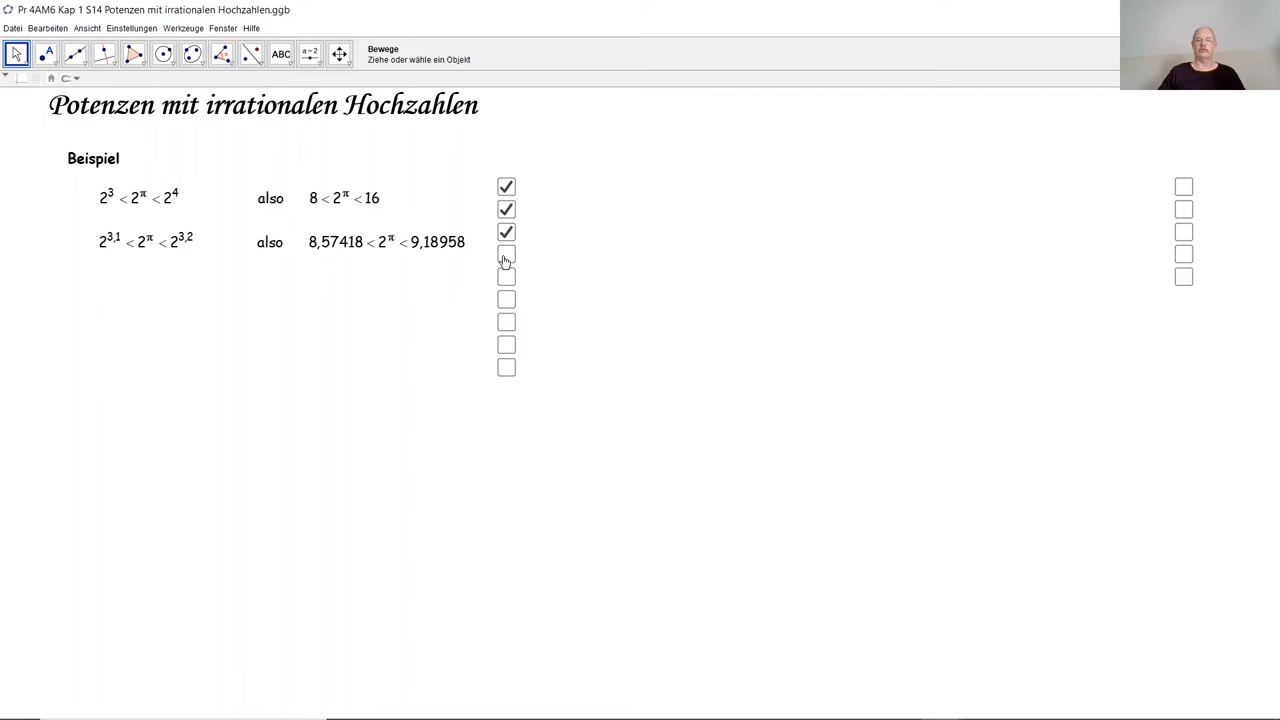 Pr 4AM6 Kap 1 S14 Potenzen mit irrationalen Hochzahlen.ggb
Datei Bearbeiten Ansicht Einstellungen Werkzeuge Fenster Hilfe
A ABC a=2 Bewege
Ziehe oder wähle ein Objekt
Potenzen mit irrationalen Hochzahlen
Beispiel
2³ < 2^π < 2⁴ also 8 < 2^π < 16
2^3,1 < 2^π < 2^3,2 also 8,57418 < 2^π < 9,18958